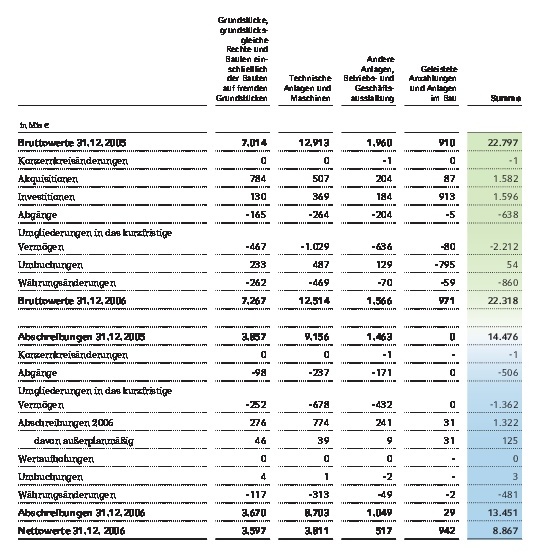 Grundstücke,
grundstücks-
gleiche
Rechte und
Bauten ein-
schließlich
der Bauten
auf fremden
Grundstücken
Technische
Anlagen und
Maschinen
Andere
Anlagen,
Betriebs- und
Geschäfts-
ausstattung
Geleistete
Anzahlungen
und Anlagen
im Bau
Summe
in Mio €
Bruttowerte 31.12.2005 7.014 12.913 1.960 910 22.797
Konzernkreisänderungen 0 0 -1 0 -1
Akquisitionen 784 507 204 87 1.582
Investitionen 130 369 184 913 1.596
Abgänge -165 -264 -204 -5 -638
Umgliederungen in das kurzfristige
Vermögen -467 -1.029 -636 -80 -2.212
Umbuchungen 233 487 129 -795 54
Währungsänderungen -262 -469 -70 -59 -860
Bruttowerte 31.12.2006 7.267 12.514 1.566 971 22.318
Abschreibungen 31.12.2005 3.857 9.156 1.463 0 14.476
Konzernkreisänderungen 0 0 -1 - -1
Abgänge -98 -237 -171 0 -506
Umgliederungen in das kurzfristige
Vermögen -252 -678 -432 0 -1.362
Abschreibungen 2006 276 774 241 31 1.322
davon außerplanmäßig 46 39 9 31 125
Wertaufholungen 0 0 0 - 0
Umbuchungen 4 1 -2 - 3
Währungsänderungen -117 -313 -49 -2 -481
Abschreibungen 31.12.2006 3.670 8.703 1.049 29 13.451
Nettowerte 31.12. 2006 3.597 3.811 517 942 8.867